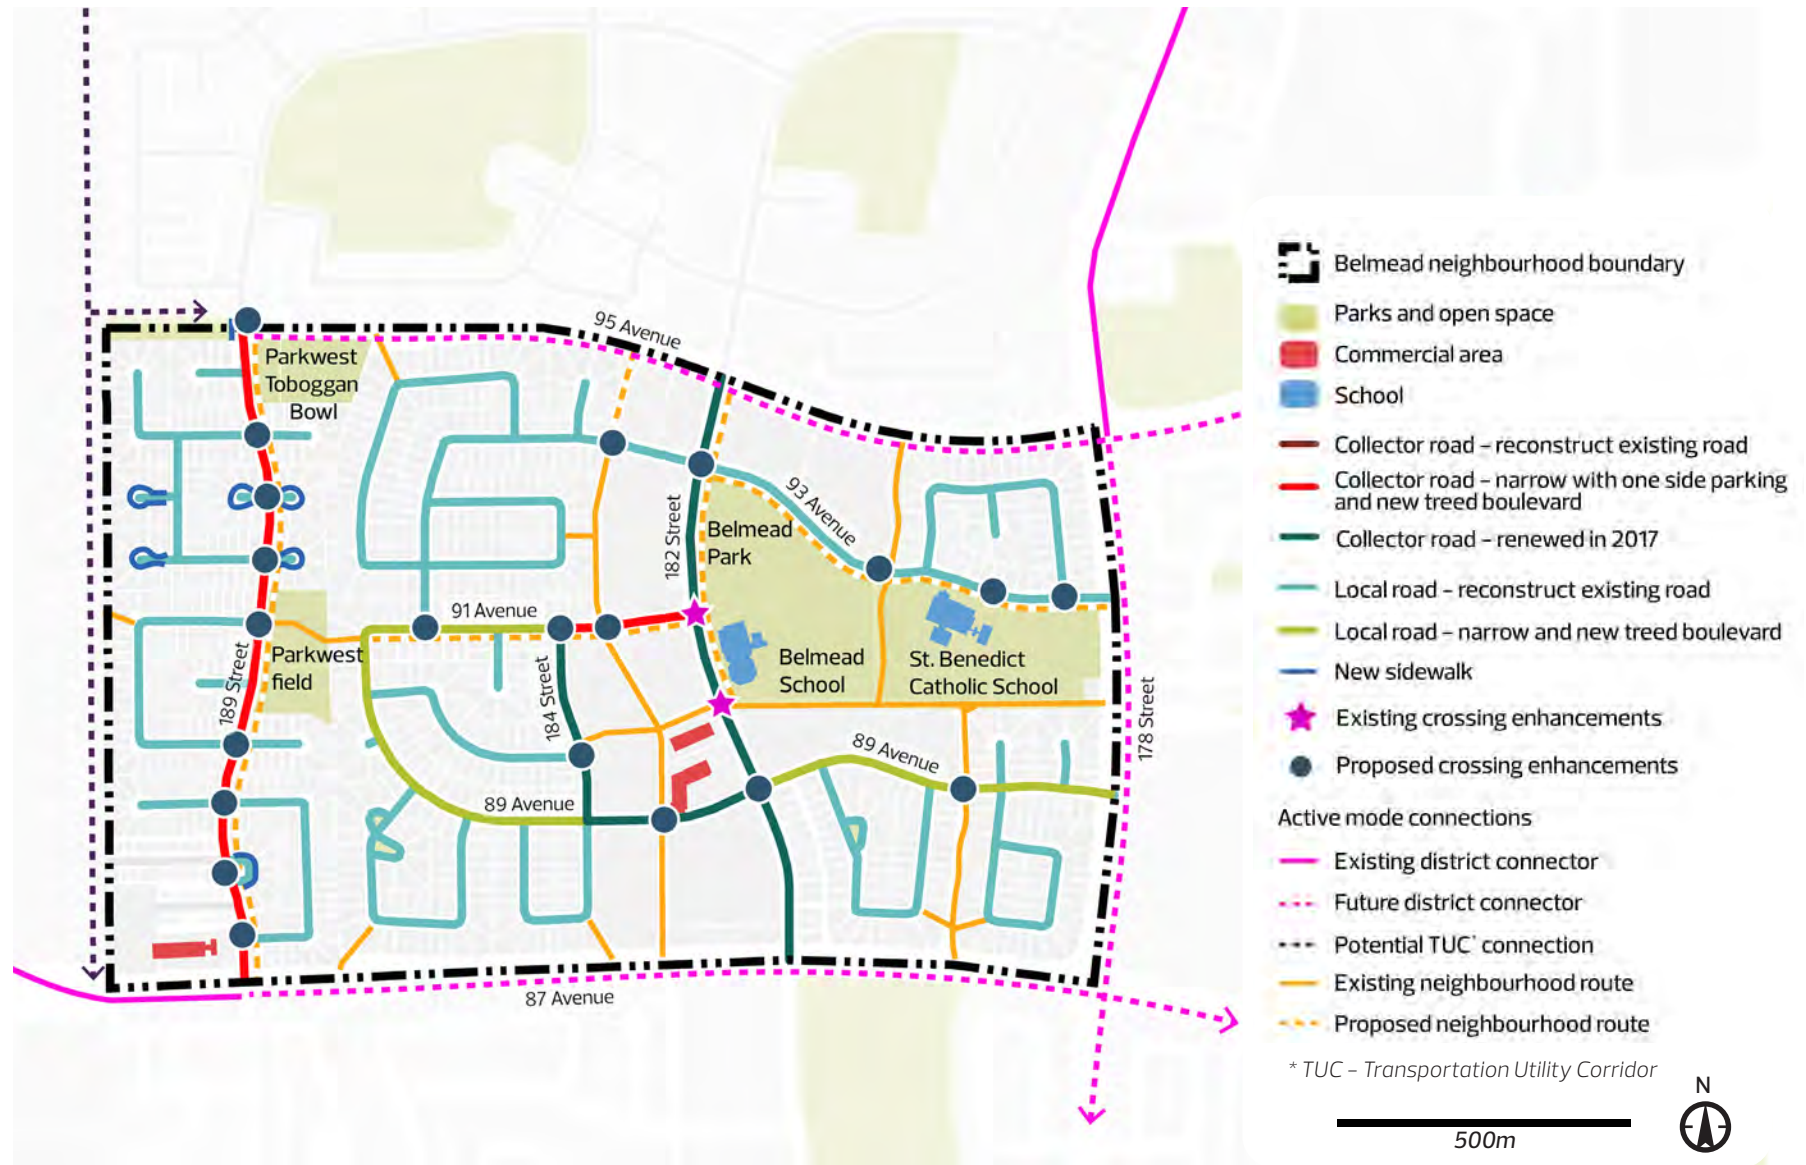 95 Avenue
Parkwest
Toboggan
Bowl
93 Avenue
182 Street
Belmead
Park
91 Avenue
189 Street
Parkwest
field
184 Street
Belmead
School
St. Benedict
Catholic School
178 Street
89 Avenue
89 Avenue
87 Avenue
Belmead neighbourhood boundary
Parks and open space
Commercial area
School
Collector road – reconstruct existing road
Collector road – narrow with one side parking
and new treed boulevard
Collector road – renewed in 2017
Local road – reconstruct existing road
Local road – narrow and new treed boulevard
New sidewalk
Existing crossing enhancements
Proposed crossing enhancements
Active mode connections
Existing district connector
Future district connector
Potential TUC* connection
Existing neighbourhood route
Proposed neighbourhood route
* TUC – Transportation Utility Corridor
N
500m